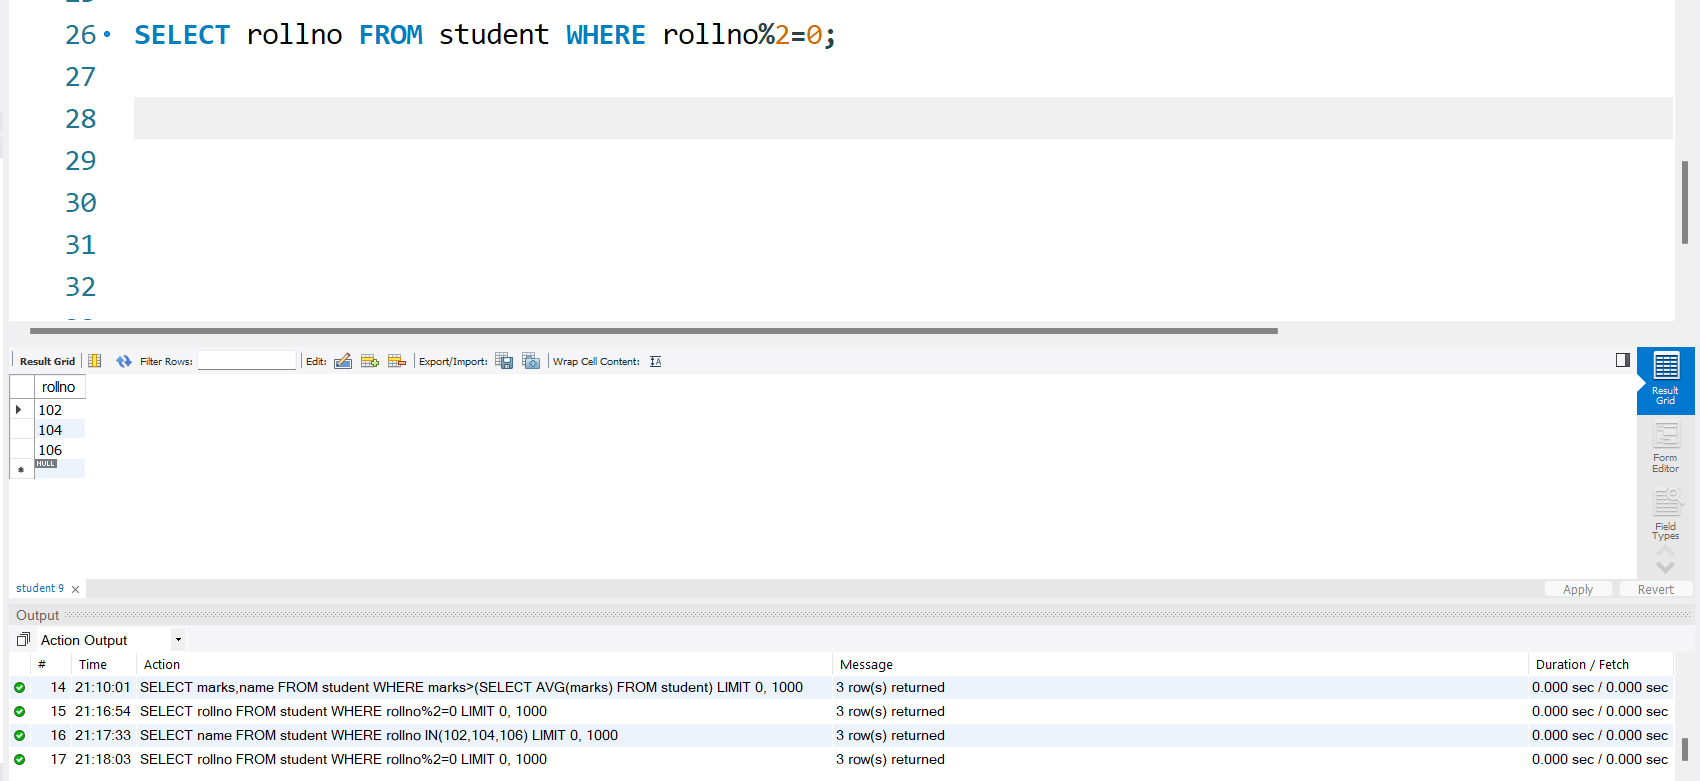 26 SELECT rollno FROM student WHERE rollno%2=0;
27
28
29
30
31
32
Result Grid Filter Rows: Edit: Export/Import: Wrap Cell Content:
rollno
102
104
106
NULL
Result
Grid
Form
Editor
Field
Types
student 9 Apply Revert
Output
Action Output
# Time Action Message Duration / Fetch
14 21:10:01 SELECT marks,name FROM student WHERE marks>(SELECT AVG(marks) FROM student) LIMIT 0, 1000 3 row(s) returned 0.000 sec / 0.000 sec
15 21:16:54 SELECT rollno FROM student WHERE rollno%2=0 LIMIT 0, 1000 3 row(s) returned 0.000 sec / 0.000 sec
16 21:17:33 SELECT name FROM student WHERE rollno IN(102,104,106) LIMIT 0, 1000 3 row(s) returned 0.000 sec / 0.000 sec
17 21:18:03 SELECT rollno FROM student WHERE rollno%2=0 LIMIT 0, 1000 3 row(s) returned 0.000 sec / 0.000 sec